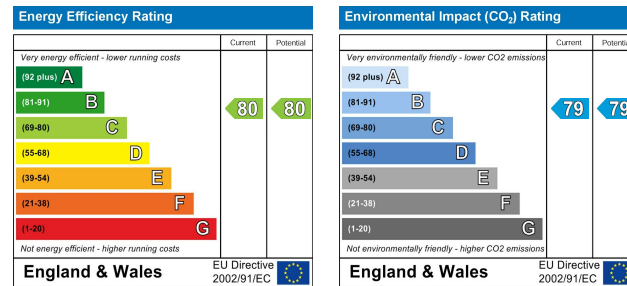 Energy Efficiency Rating
Current Potential
Very energy efficient - lower running costs
(92 plus) A
(81-91) B
(69-80) C
(55-68) D
(39-54) E
(21-38) F
(1-20) G
80 80
Not energy efficient - higher running costs
England & Wales
EU Directive
2002/91/EC
Environmental Impact (CO₂) Rating
Current Potential
Very environmentally friendly - lower CO2 emissions
(92 plus) A
(81-91) B
(69-80) C
(55-68) D
(39-54) E
(21-38) F
(1-20) G
79 79
Not environmentally friendly - higher CO2 emissions
England & Wales
EU Directive
2002/91/EC